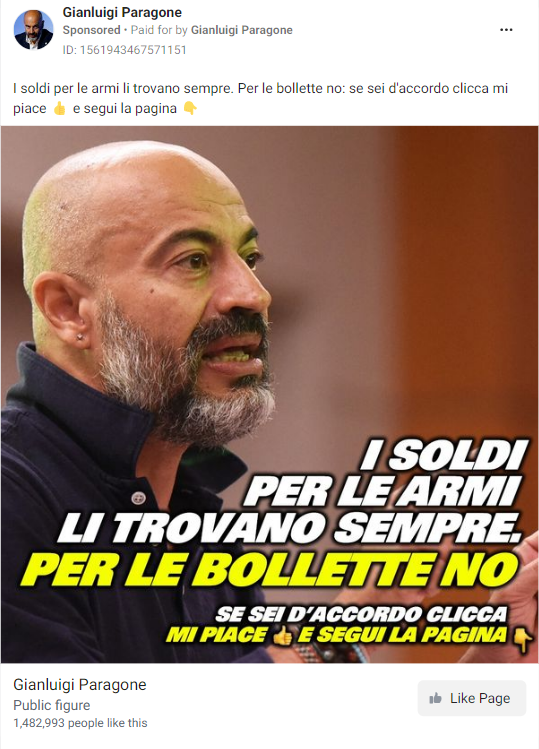 Gianluigi Paragone
Sponsored • Paid for by Gianluigi Paragone
ID: 1561943467571151
I soldi per le armi li trovano sempre. Per le bollette no: se sei d'accordo clicca mi
piace 👍 e segui la pagina 👇
I SOLDI
PER LE ARMI
LI TROVANO SEMPRE.
PER LE BOLLETTE NO
SE SEI D'ACCORDO CLICCA
MI PIACE 👍 E SEGUI LA PAGINA 👇
Gianluigi Paragone
Public figure
1,482,993 people like this
Like Page